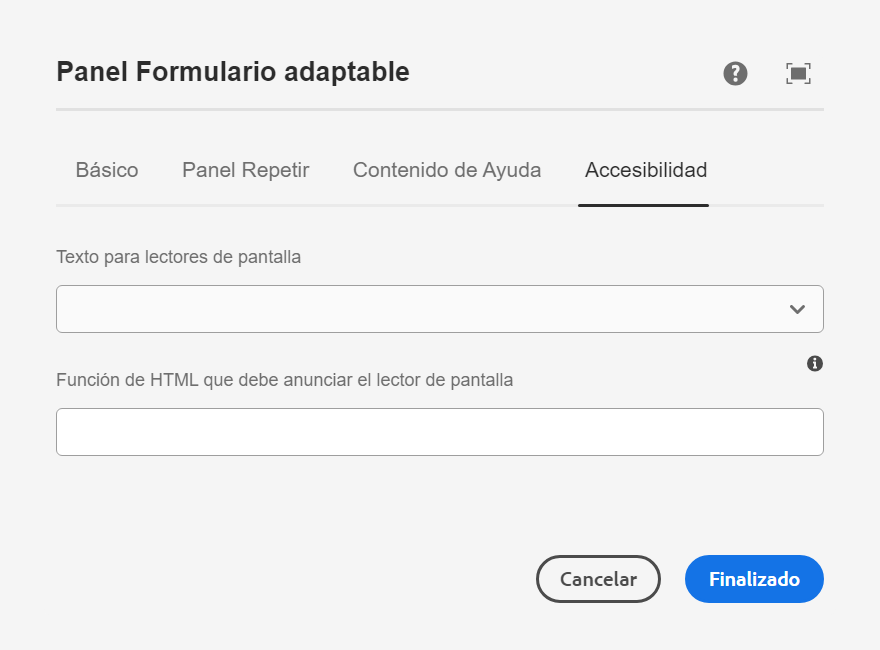 Panel Formulario adaptable
Básico Panel Repetir Contenido de Ayuda Accesibilidad
Texto para lectores de pantalla
Función de HTML que debe anunciar el lector de pantalla
Cancelar Finalizado